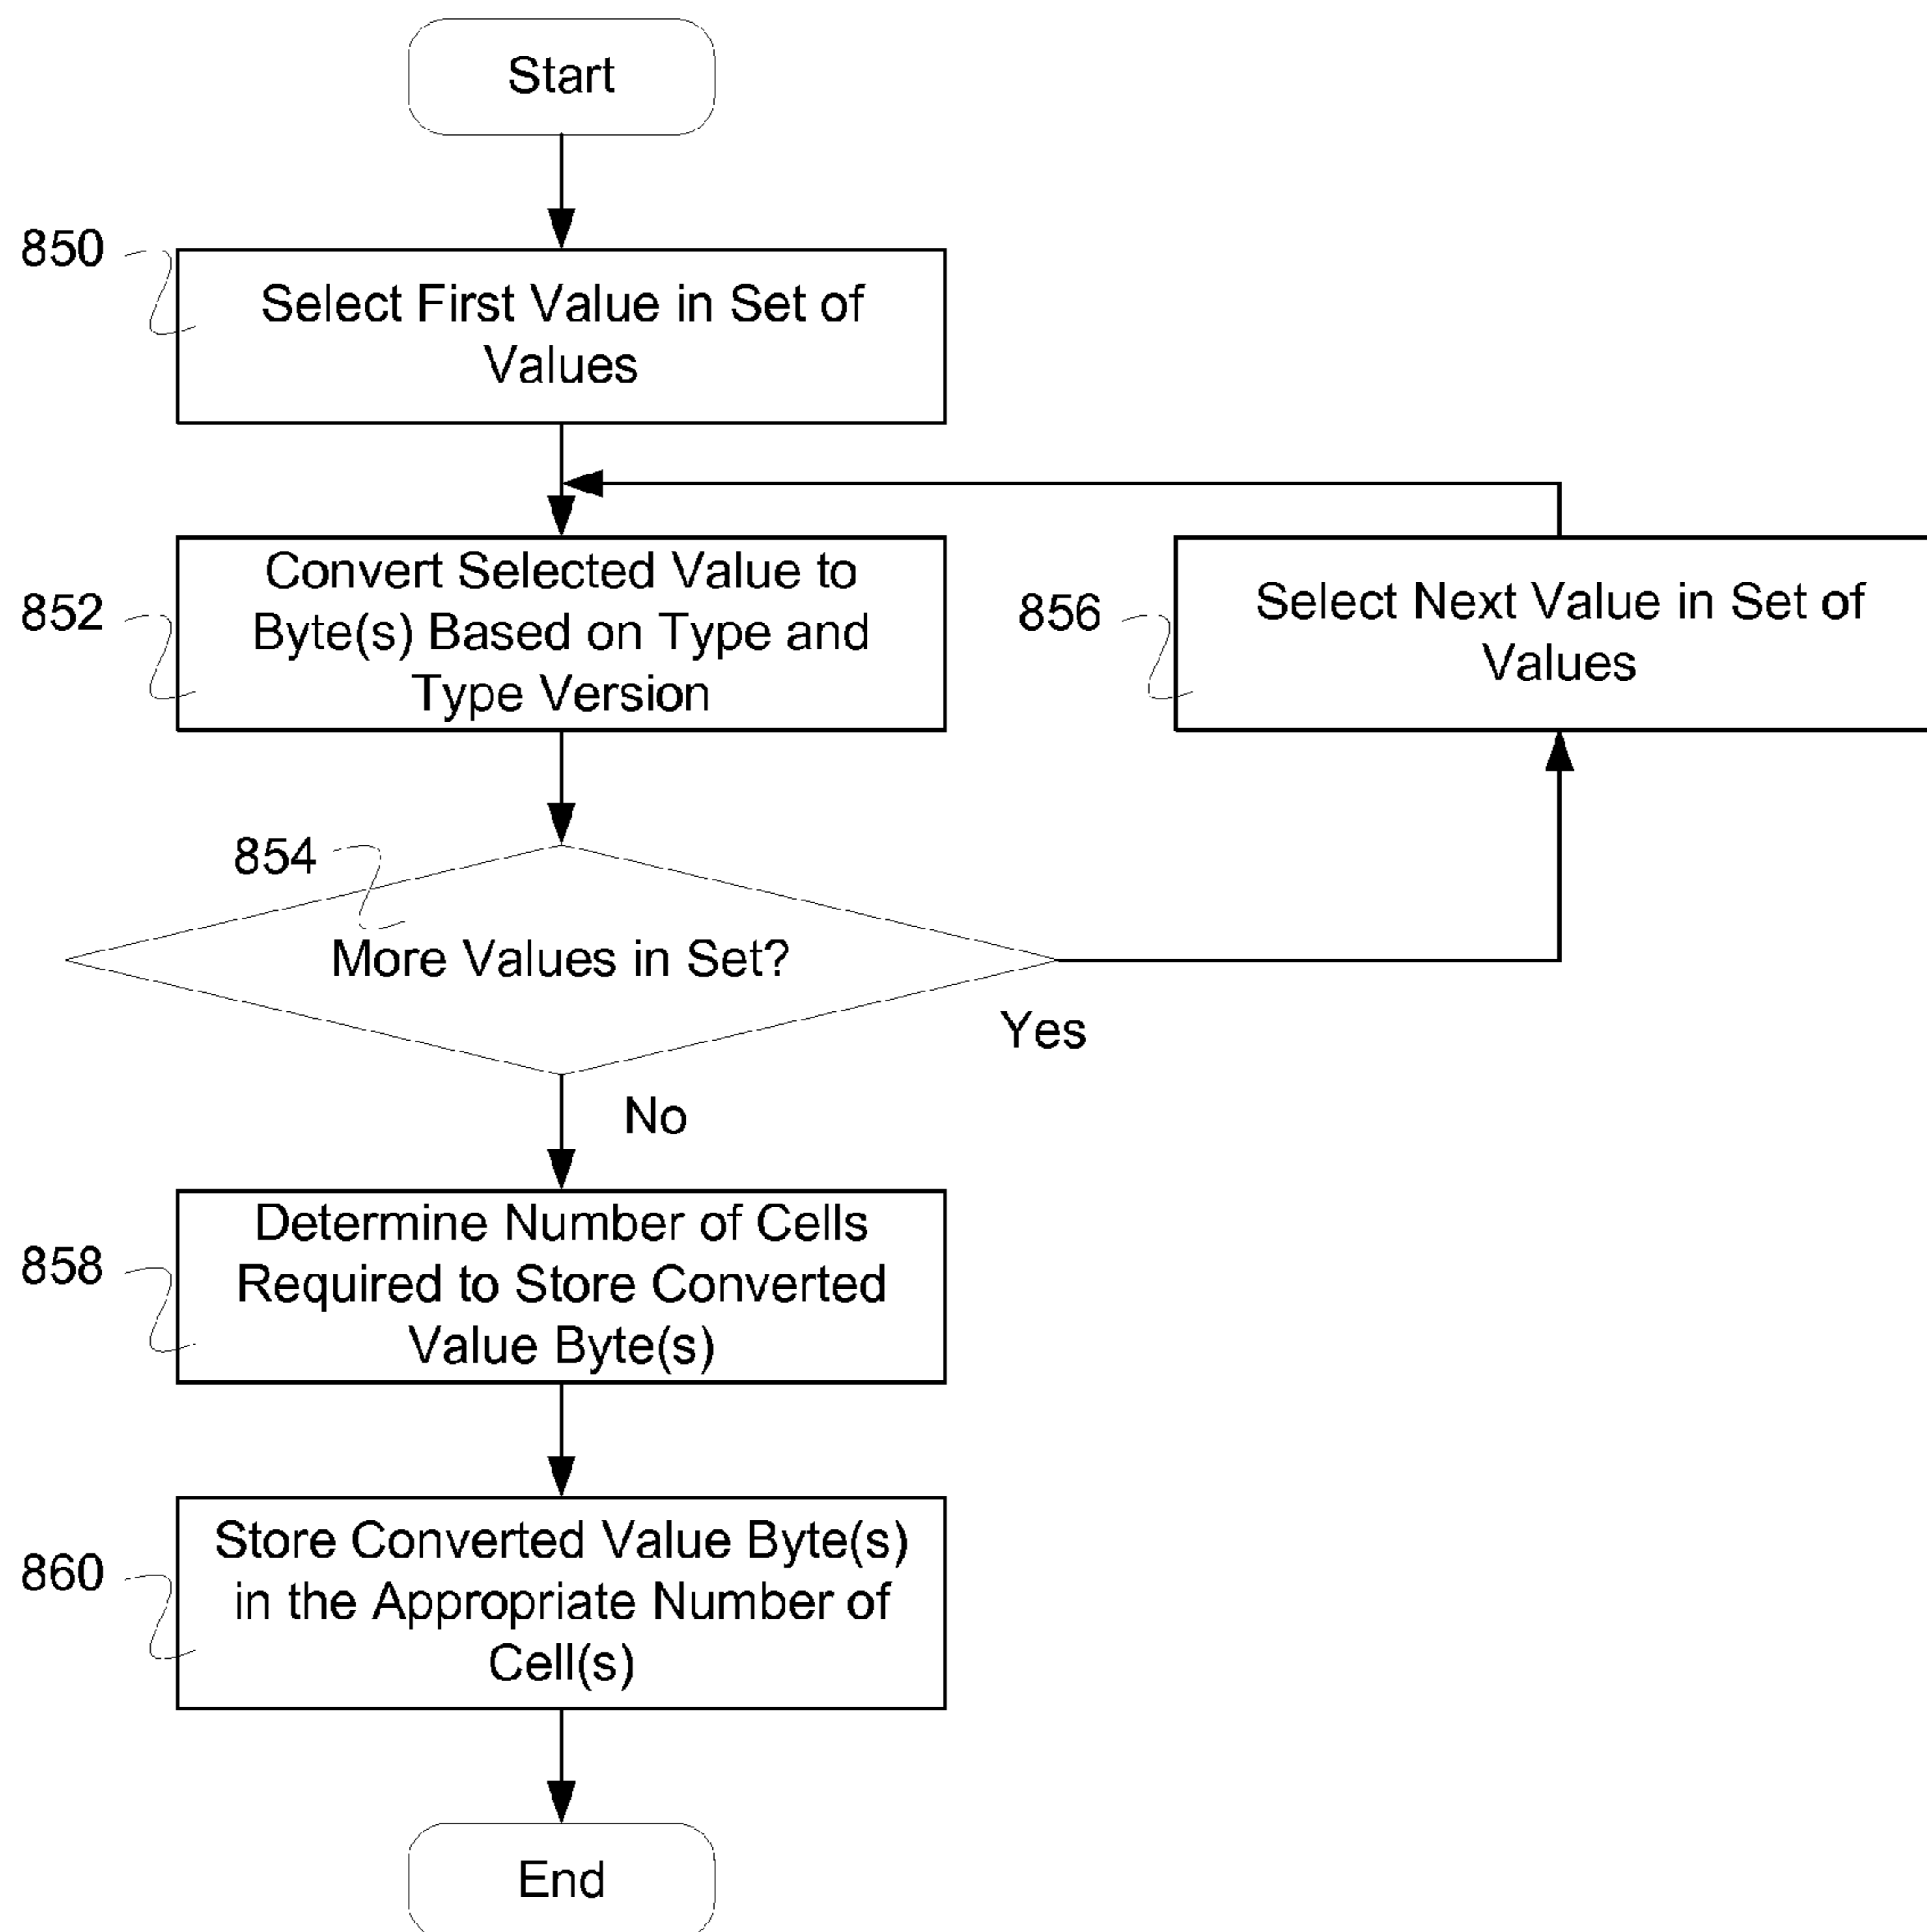 Start
850
Select First Value in Set of
Values
852
Convert Selected Value to
Byte(s) Based on Type and
Type Version
856
Select Next Value in Set of
Values
854
More Values in Set?
Yes
No
858
Determine Number of Cells
Required to Store Converted
Value Byte(s)
860
Store Converted Value Byte(s)
in the Appropriate Number of
Cell(s)
End